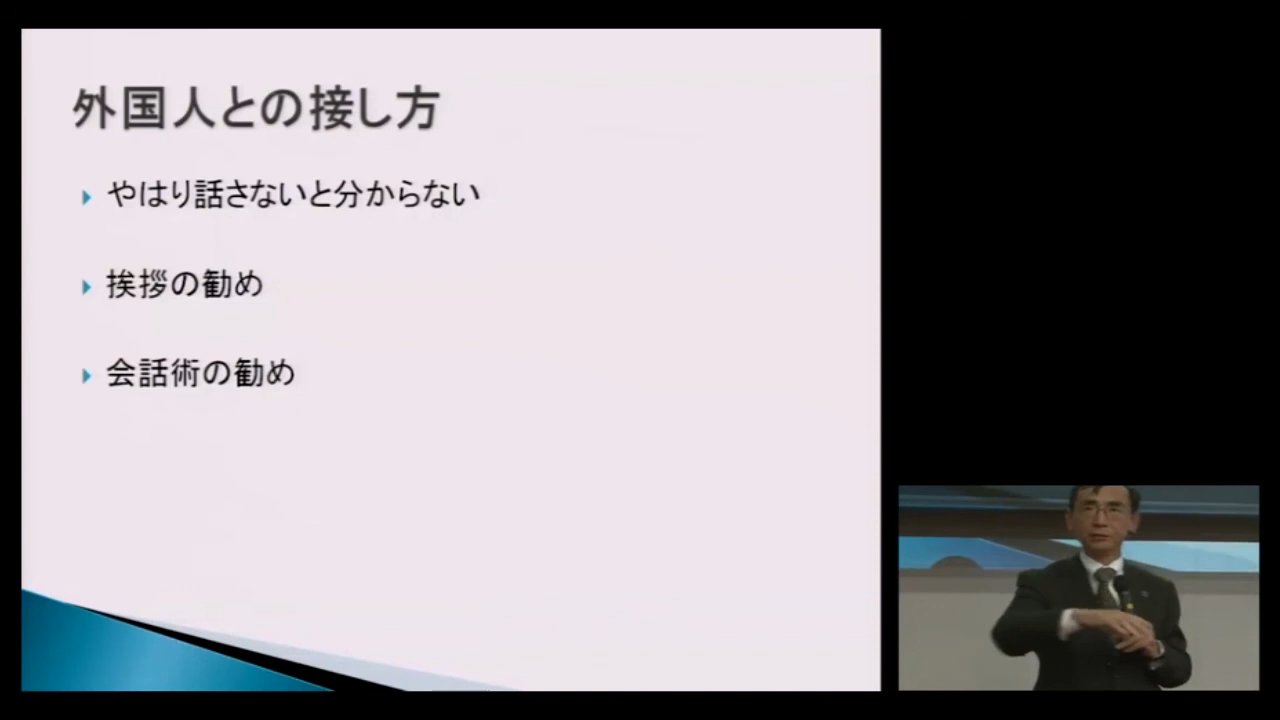 外国人との接し方
やはり話さないと分からない
挨拶の勧め
会話術の勧め